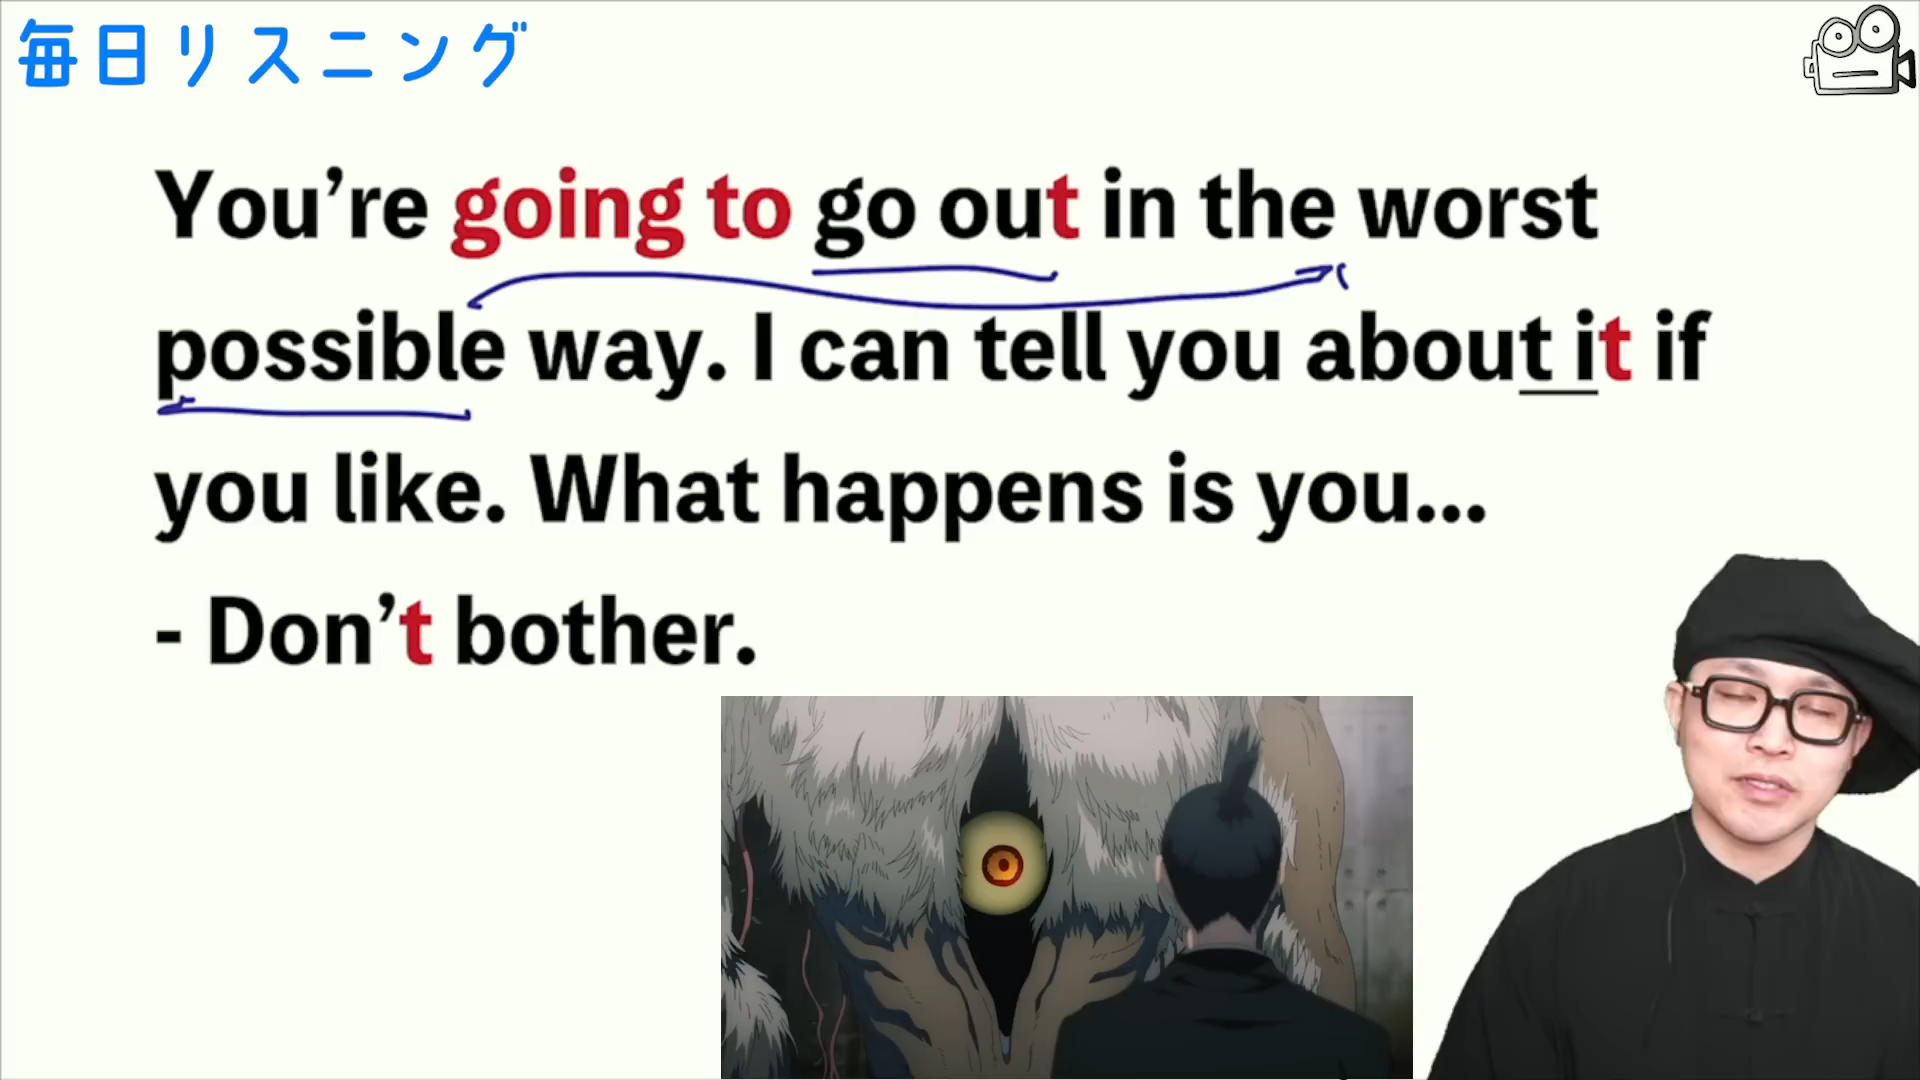 毎日リスニング
You’re going to go out in the worst
possible way. I can tell you about it if
you like. What happens is you...
- Don’t bother.